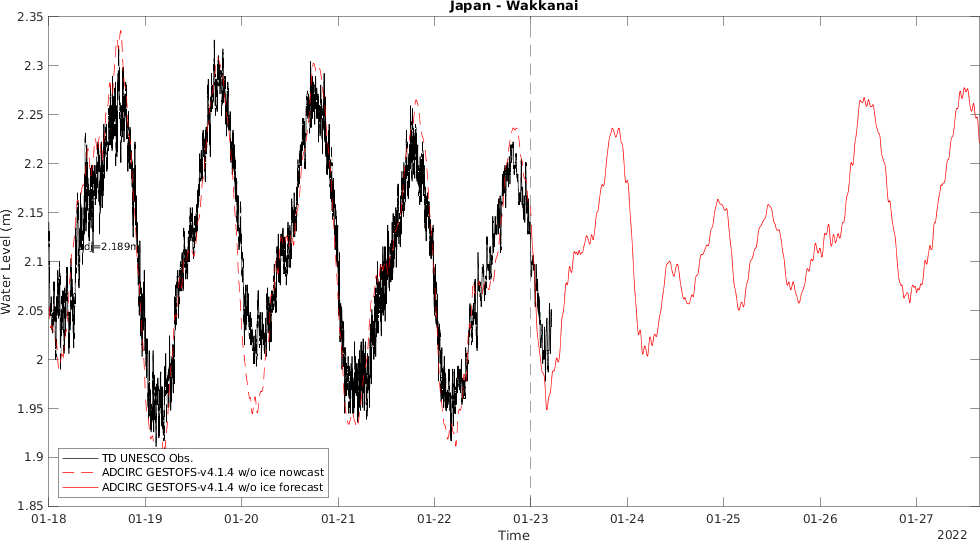 Japan - Wakkanai
2.35
2.3
2.25
2.2
2.15
2.1
2.05
2
1.95
1.9
1.85
Water Level (m)
TD UNESCO Obs.
ADCIRC GESTOFS-v4.1.4 w/o ice nowcast
ADCIRC GESTOFS-v4.1.4 w/o ice forecast
01-18 01-19 01-20 01-21 01-22 01-23 01-24 01-25 01-26 01-27
Time
2022